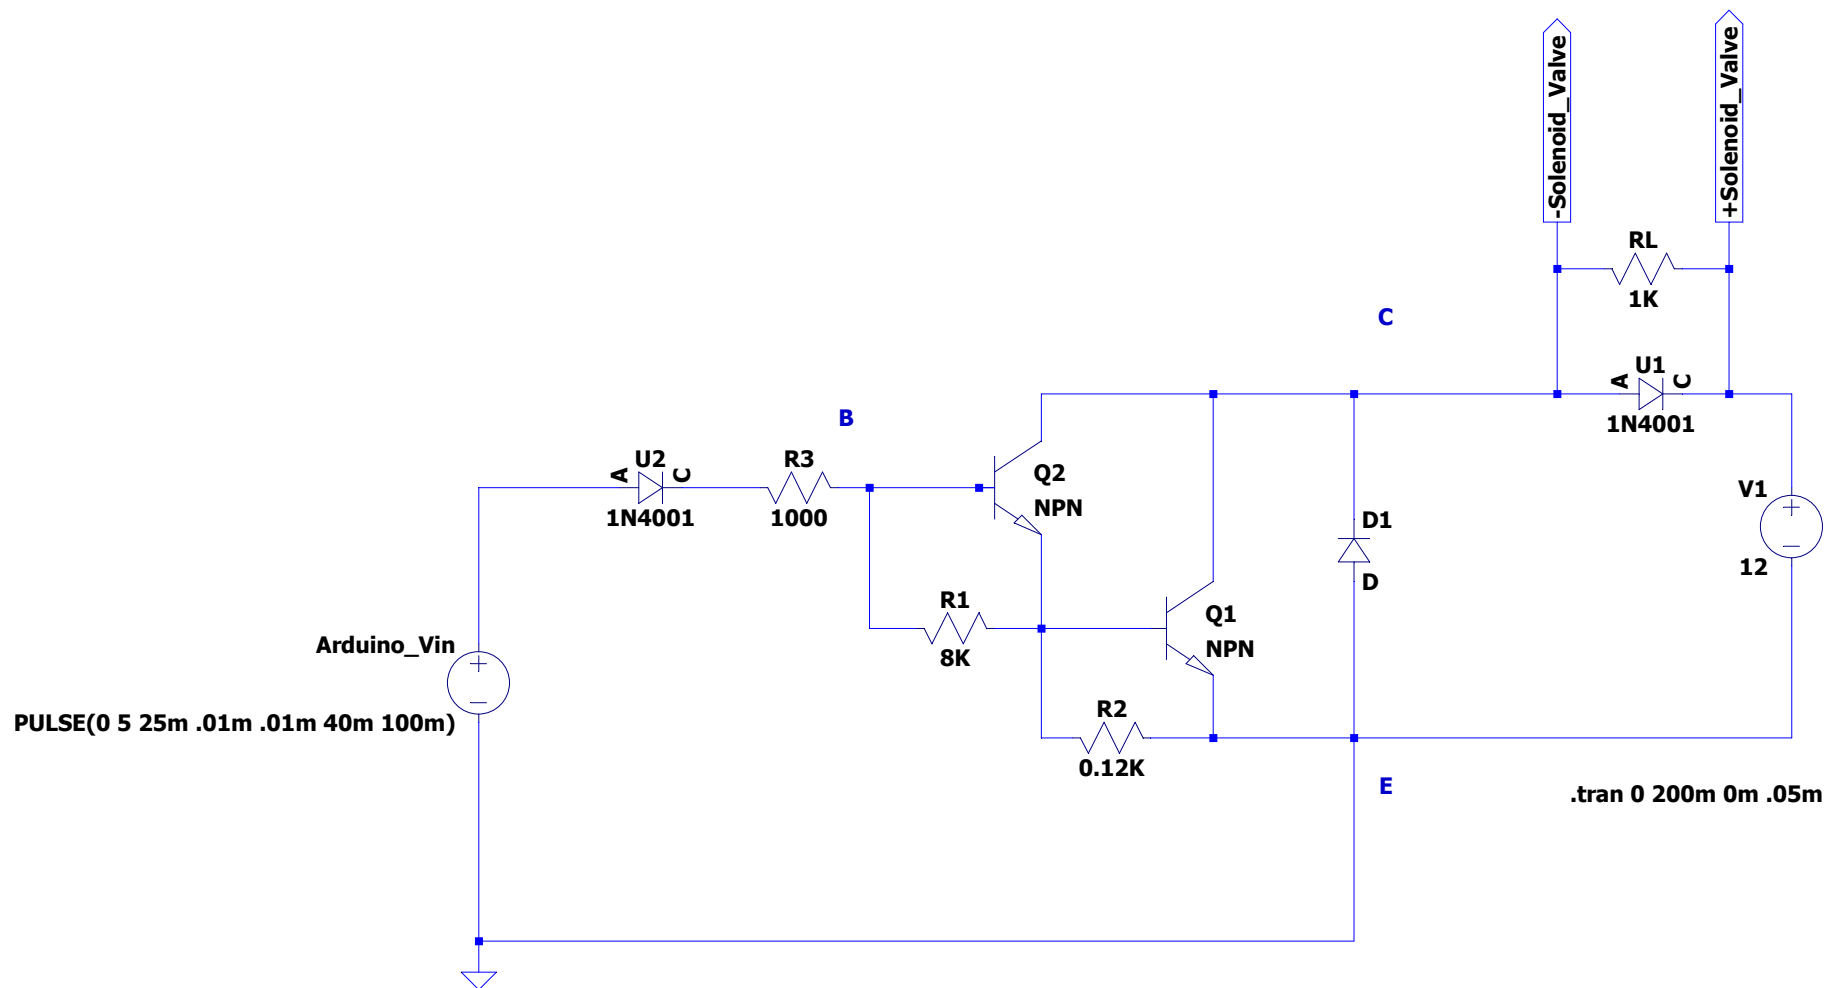 -Solenoid_Valve
+Solenoid_Valve
RL
1K
C
U1
A
C
1N4001
B
U2
A
C
1N4001
R3
1000
Q2
NPN
V1
12
D1
D
R1
8K
Q1
NPN
Arduino_Vin
PULSE(0 5 25m .01m .01m 40m 100m)
R2
0.12K
E
.tran 0 200m 0m .05m